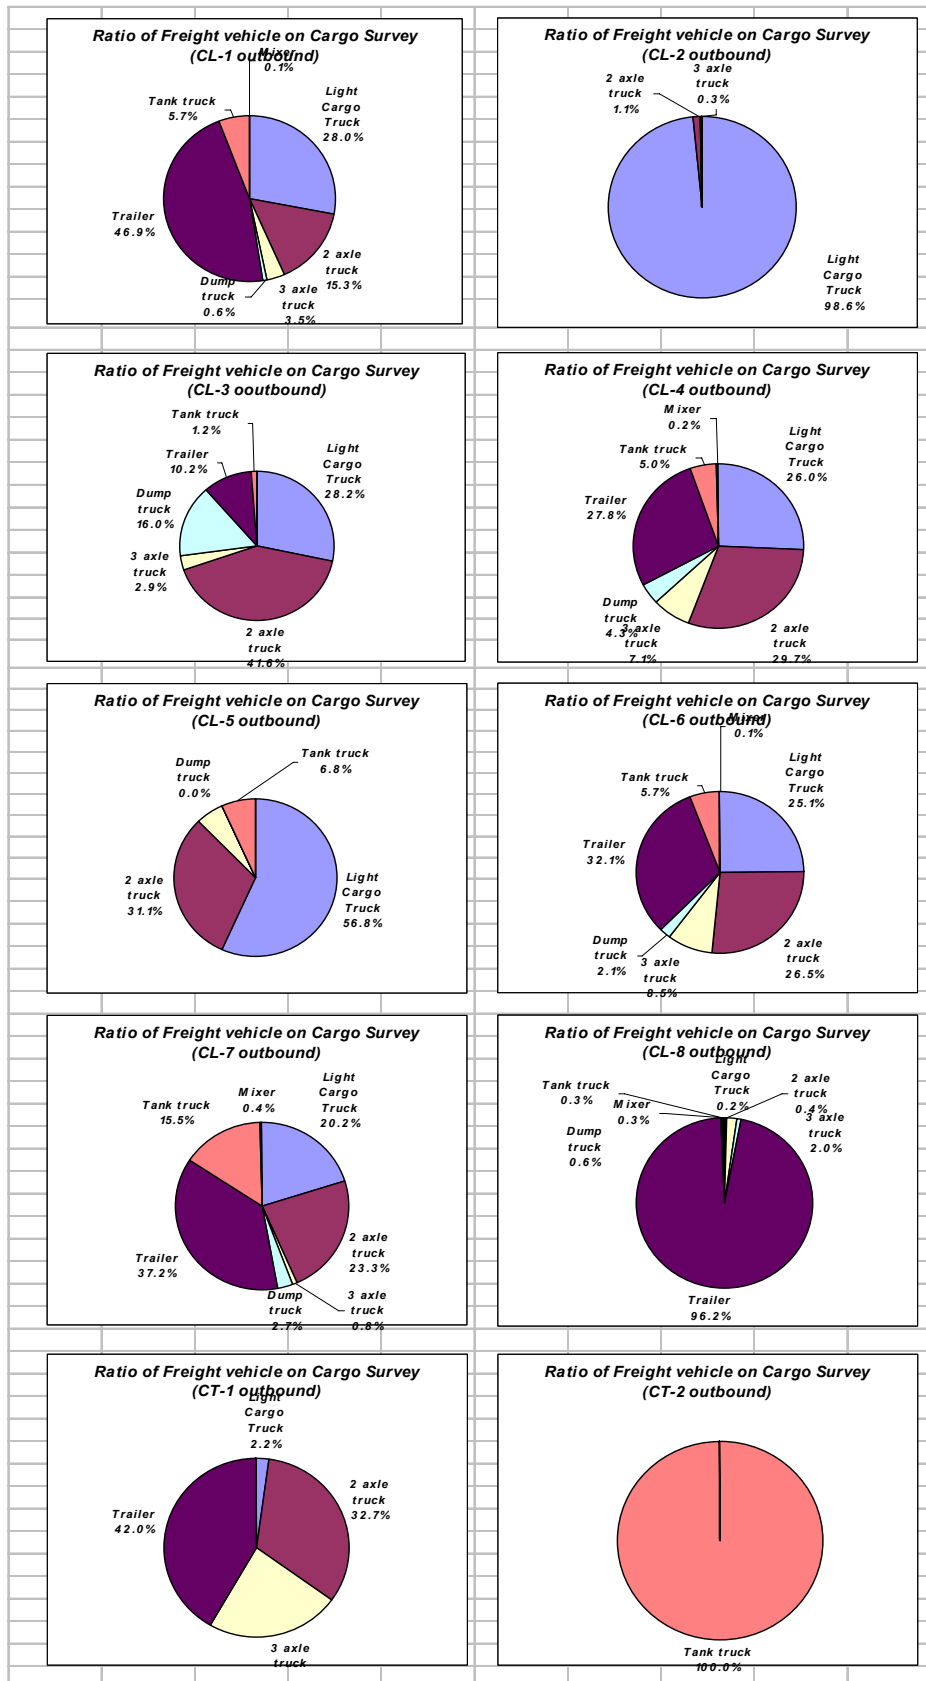 Ratio of Freight vehicle on Cargo Survey
(CL-1 outbound)
Mixer
0.1%
Tank truck
5.7%
Light
Cargo
Truck
28.0%
Trailer
46.9%
2 axle
truck
15.3%
Dump
truck
0.6%
3 axle
truck
3.5%
Ratio of Freight vehicle on Cargo Survey
(CL-2 outbound)
2 axle
truck
1.1%
3 axle
truck
0.3%
Light
Cargo
Truck
98.6%
Ratio of Freight vehicle on Cargo Survey
(CL-3 ooutbound)
Tank truck
1.2%
Trailer
10.2%
Light
Cargo
Truck
28.2%
Dump
truck
16.0%
3 axle
truck
2.9%
2 axle
truck
41.6%
Ratio of Freight vehicle on Cargo Survey
(CL-4 outbound)
Mixer
0.2%
Tank truck
5.0%
Light
Cargo
Truck
26.0%
Trailer
27.8%
Dump
truck
4.3%
3 axle
truck
7.1%
2 axle
truck
29.7%
Ratio of Freight vehicle on Cargo Survey
(CL-5 outbound)
Dump
truck
0.0%
Tank truck
6.8%
2 axle
truck
31.1%
Light
Cargo
Truck
56.8%
Ratio of Freight vehicle on Cargo Survey
(CL-6 outbound)
Mixer
0.1%
Tank truck
5.7%
Light
Cargo
Truck
25.1%
Trailer
32.1%
Dump
truck
2.1%
3 axle
truck
8.5%
2 axle
truck
26.5%
Ratio of Freight vehicle on Cargo Survey
(CL-7 outbound)
Tank truck
15.5%
Mixer
0.4%
Light
Cargo
Truck
20.2%
Trailer
37.2%
2 axle
truck
23.3%
Dump
truck
2.7%
3 axle
truck
0.8%
Ratio of Freight vehicle on Cargo Survey
(CL-8 outbound)
Light
Cargo
Truck
0.2%
Tank truck
0.3%
Mixer
0.3%
2 axle
truck
0.4%
3 axle
truck
2.0%
Dump
truck
0.6%
Trailer
96.2%
Ratio of Freight vehicle on Cargo Survey
(CT-1 outbound)
Light
Cargo
Truck
2.2%
Trailer
42.0%
2 axle
truck
32.7%
3 axle
truck
Ratio of Freight vehicle on Cargo Survey
(CT-2 outbound)
Tank truck
100.0%